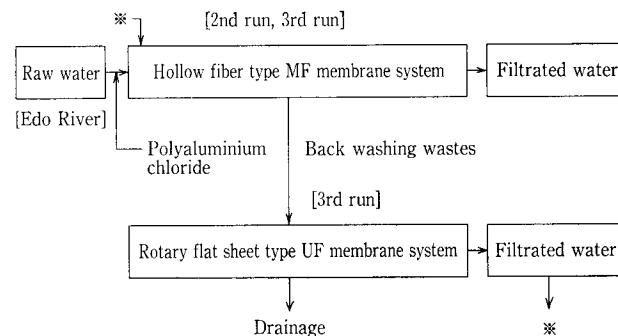 ※ [2nd run, 3rd run]
Raw water
Hollow fiber type MF membrane system
Filtrated water
[Edo River]
Polyaluminium
chloride
Back washing wastes
[3rd run]
Rotary flat sheet type UF membrane system
Filtrated water
Drainage
※